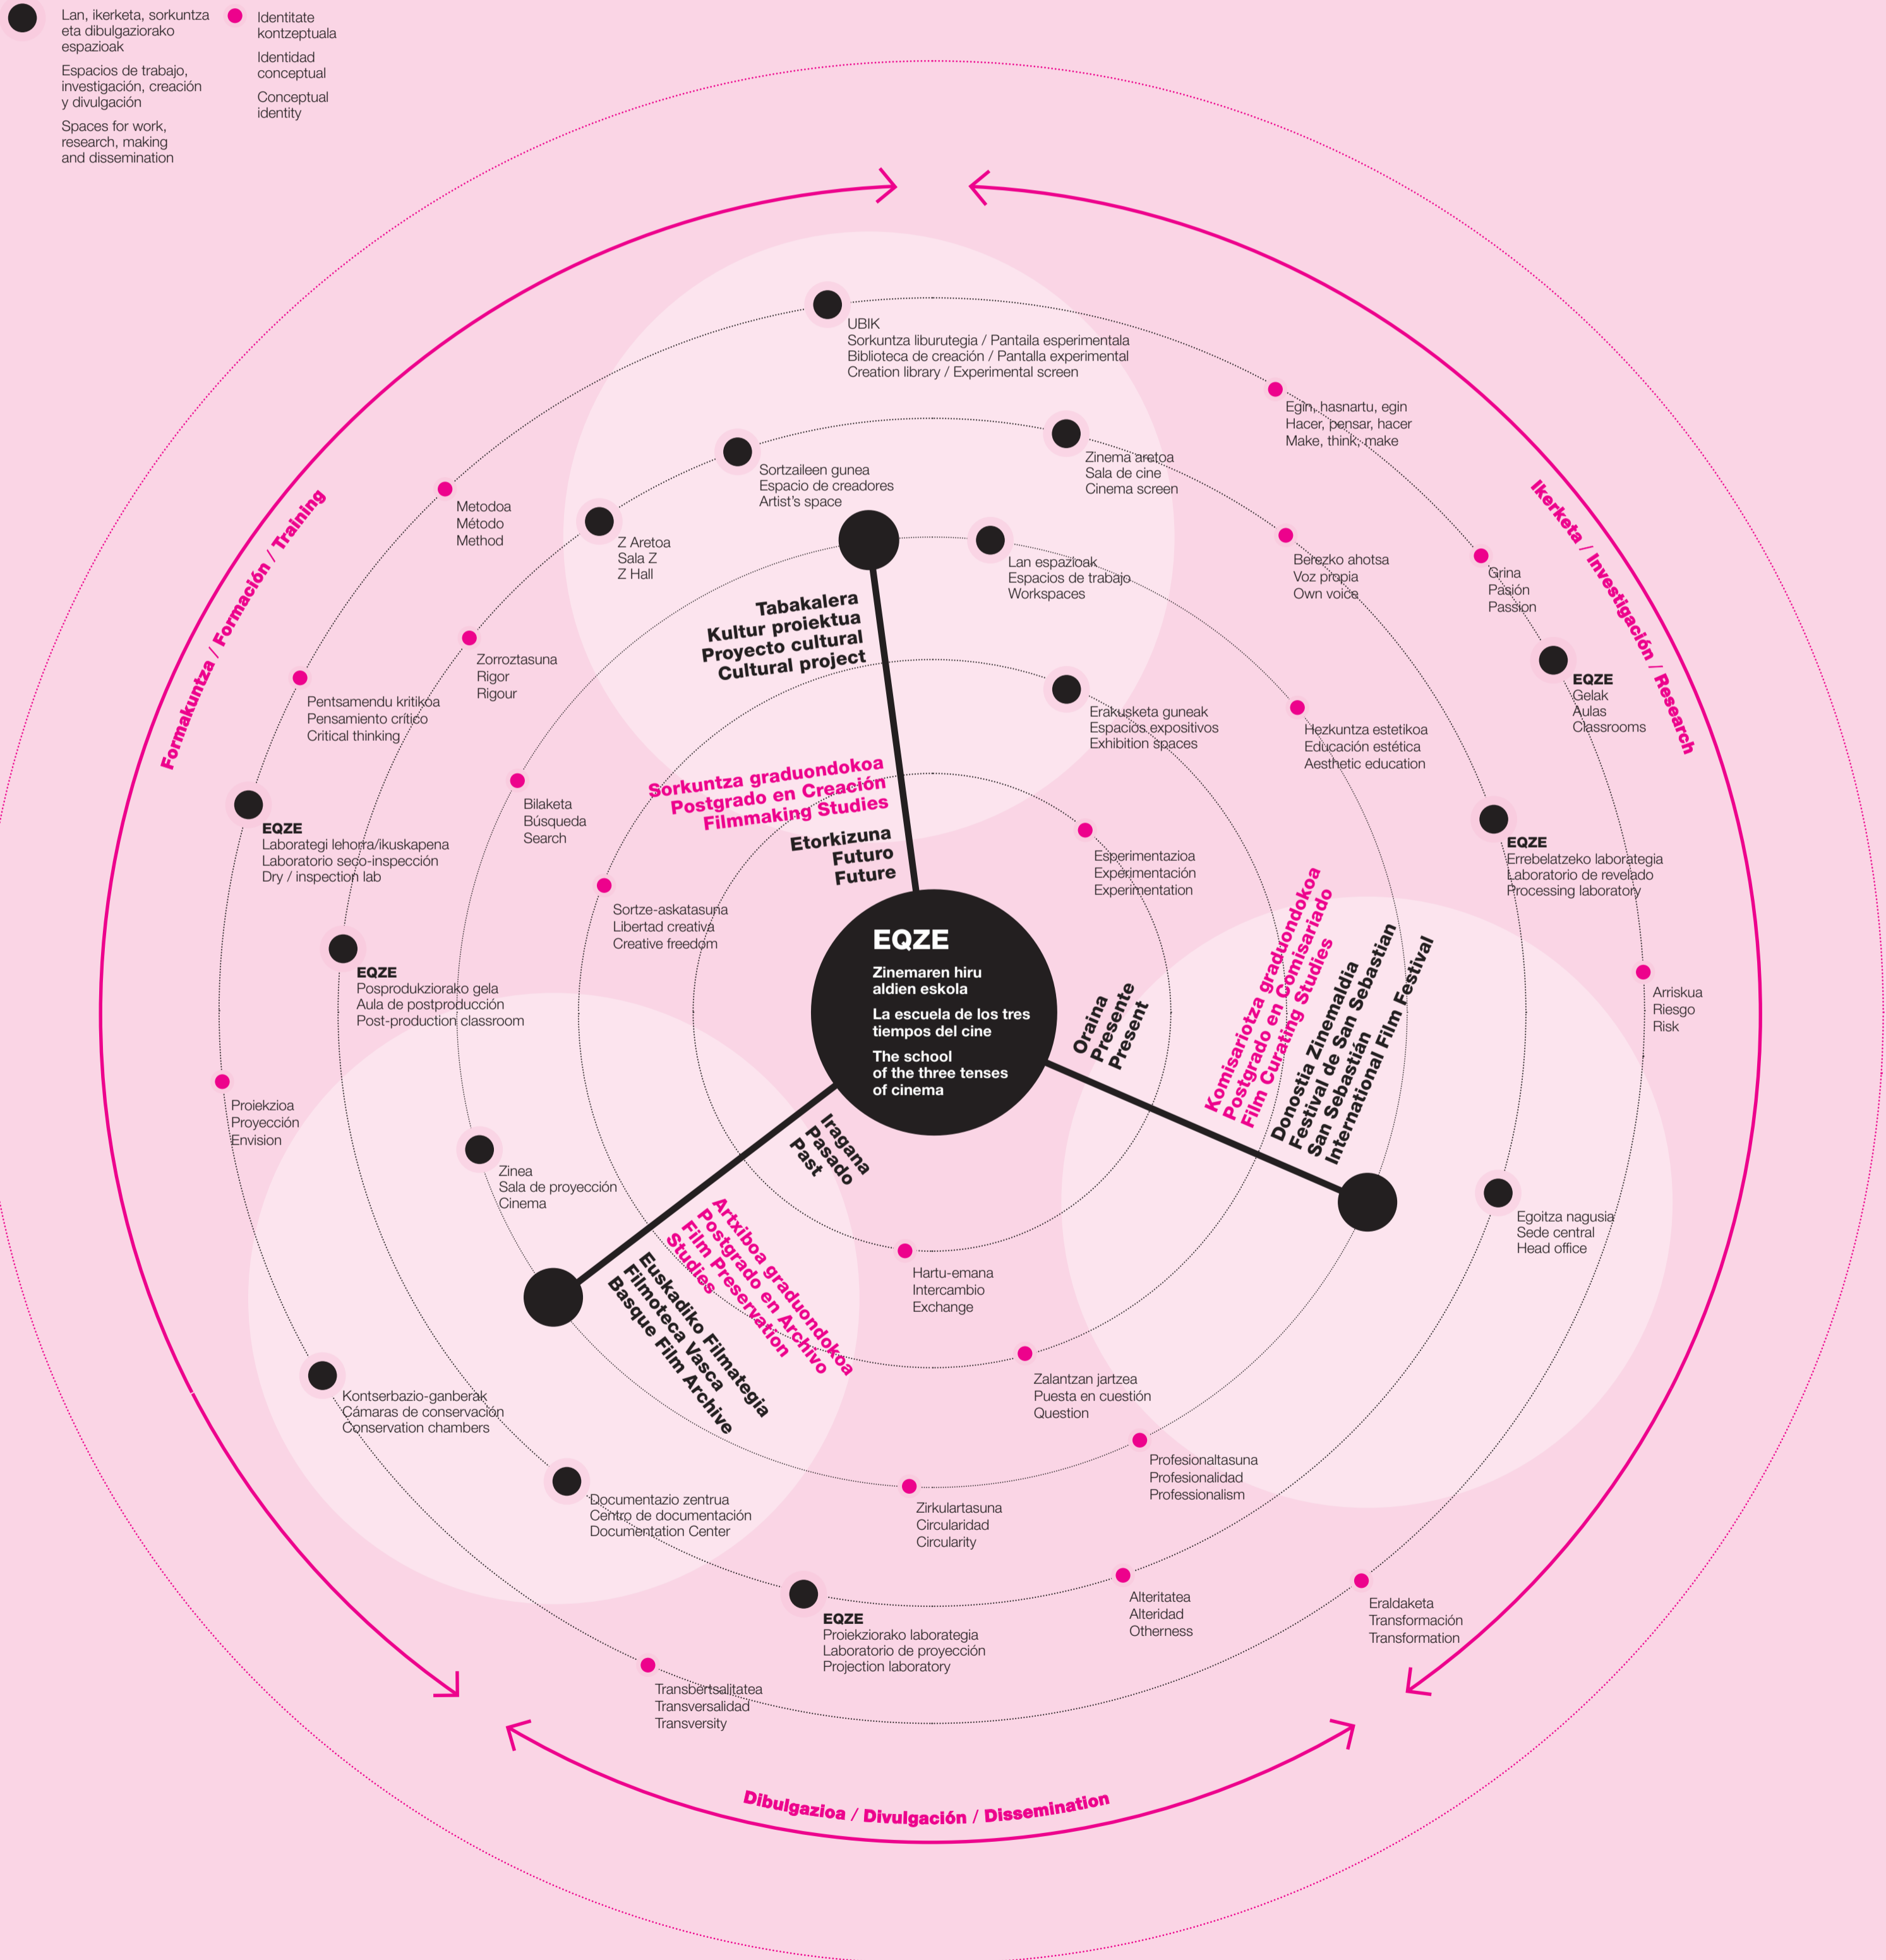 Lan, ikerketa, sorkuntza
eta dibulgaziorako
espazioak
Espacios de trabajo,
investigación, creación
y divulgación
Spaces for work,
research, making
and dissemination
Identitate
kontzeptuala
Identidad
conceptual
Conceptual
identity
UBIK
Sorkuntza liburutegia / Pantaila esperimentala
Biblioteca de creación / Pantalla experimental
Creation library / Experimental screen
Egin, hasnartu, egin
Hacer, pensar, hacer
Make, think, make
Sortzaileen gunea
Espacio de creadores
Artist’s space
Zinema aretoa
Sala de cine
Cinema screen
Metodoa
Método
Method
Z Aretoa
Sala Z
Z Hall
Lan espazioak
Espacios de trabajo
Workspaces
Berezko ahotsa
Voz propia
Own voice
Grina
Pasión
Passion
Formakuntza / Formación / Training
Ikerketa / Investigación / Research
Tabakalera
Kultur proiektua
Proyecto cultural
Cultural project
Zorroztasuna
Rigor
Rigour
Pentsamendu kritikoa
Pensamiento crítico
Critical thinking
EQZE
Gelak
Aulas
Classrooms
Erakusketa guneak
Espacios expositivos
Exhibition spaces
Hezkuntza estetikoa
Educación estética
Aesthetic education
Sorkuntza graduondokoa
Postgrado en Creación
Filmmaking Studies
Etorkizuna
Futuro
Future
Bilaketa
Búsqueda
Search
EQZE
Laborategi lehorra/ikuskapena
Laboratorio seco-inspección
Dry / inspection lab
Esperimentazioa
Experimentación
Experimentation
EQZE
Errebelatzeko laborategia
Laboratorio de revelado
Processing laboratory
Sortze-askatasuna
Libertad creativa
Creative freedom
EQZE
Zinemaren hiru
aldien eskola
La escuela de los tres
tiempos del cine
The school
of the three tenses
of cinema
EQZE
Posprodukziorako gela
Aula de postproducción
Post-production classroom
Oraina
Presente
Present
Komisariotza graduondokoa
Postgrado en Comisariado
Film Curating Studies
Donostia Zinemaldia
Festival de San Sebastian
San Sebastián
International Film Festival
Arriskua
Riesgo
Risk
Proiekzioa
Proyección
Envision
Zinea
Sala de proyección
Cinema
Iragana
Pasado
Past
Artxiboa graduondokoa
Postgrado en Archivo
Film Preservation
Studies
Euskadiko Filmategia
Filmoteca Vasca
Basque Film Archive
Egoitza nagusia
Sede central
Head office
Hartu-emana
Intercambio
Exchange
Kontserbazio-ganberak
Cámaras de conservación
Conservation chambers
Zalantzan jartzea
Puesta en cuestión
Question
Profesionaltasuna
Profesionalidad
Professionalism
Documentazio zentrua
Centro de documentación
Documentation Center
Zirkulartasuna
Circularidad
Circularity
EQZE
Proiekziorako laborategia
Laboratorio de proyección
Projection laboratory
Alteritatea
Alteridad
Otherness
Eraldaketa
Transformación
Transformation
Transbertsalitatea
Transversalidad
Transversity
Dibulgazioa / Divulgación / Dissemination